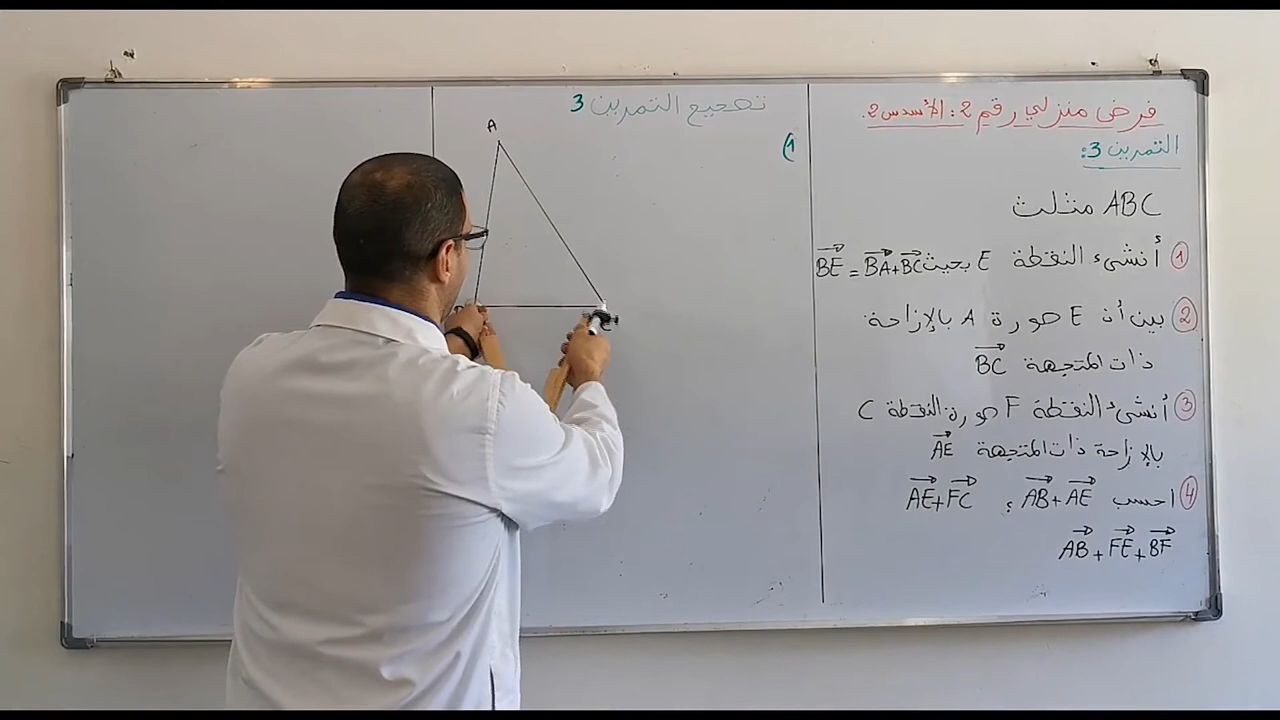 فرض منزلي رقم 2: الأسدس 2.
التمرين 3:
ABC مثلث
① أنشئ النقطة E بحيث BE = BA + BC
② بين أن E صورة A بالإزاحة
ذات المتجهة BC
③ أنشئ النقطة F صورة النقطة C
بالإزاحة ذات المتجهة AE
④ احسب AB + AE ؛ AE + FC
AB + FE + BF
تصحيح التمرين 3
1)
A